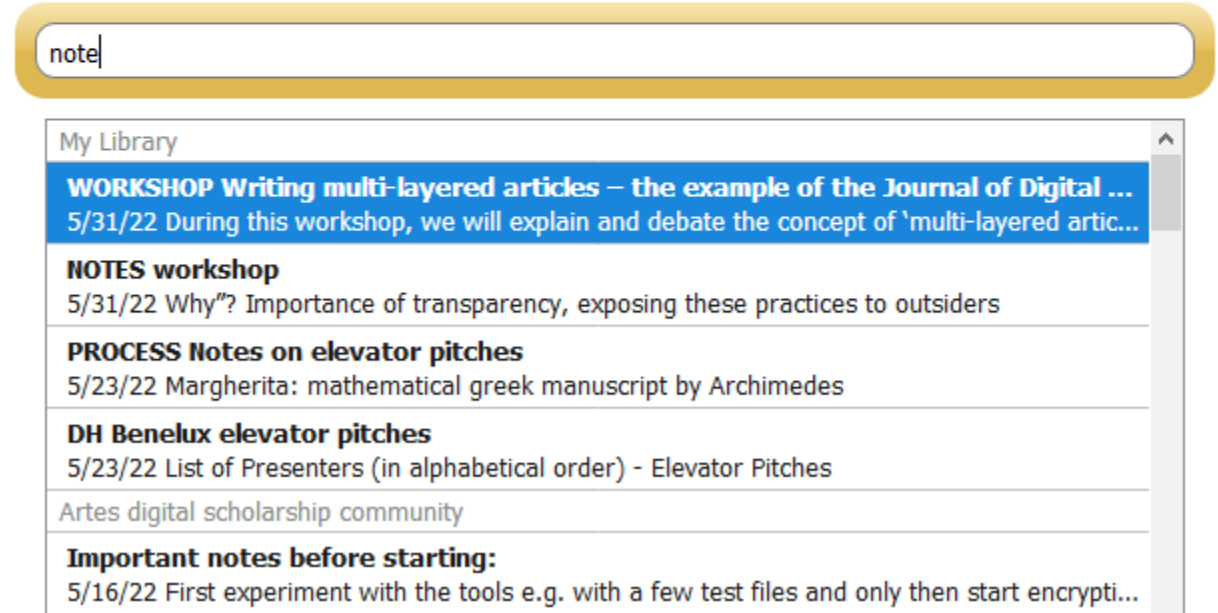 note
My Library
WORKSHOP Writing multi-layered articles – the example of the Journal of Digital ...
5/31/22 During this workshop, we will explain and debate the concept of ‘multi-layered artic...
NOTES workshop
5/31/22 Why”? Importance of transparency, exposing these practices to outsiders
PROCESS Notes on elevator pitches
5/23/22 Margherita: mathematical greek manuscript by Archimedes
DH Benelux elevator pitches
5/23/22 List of Presenters (in alphabetical order) - Elevator Pitches
Artes digital scholarship community
Important notes before starting:
5/16/22 First experiment with the tools e.g. with a few test files and only then start encrypti...